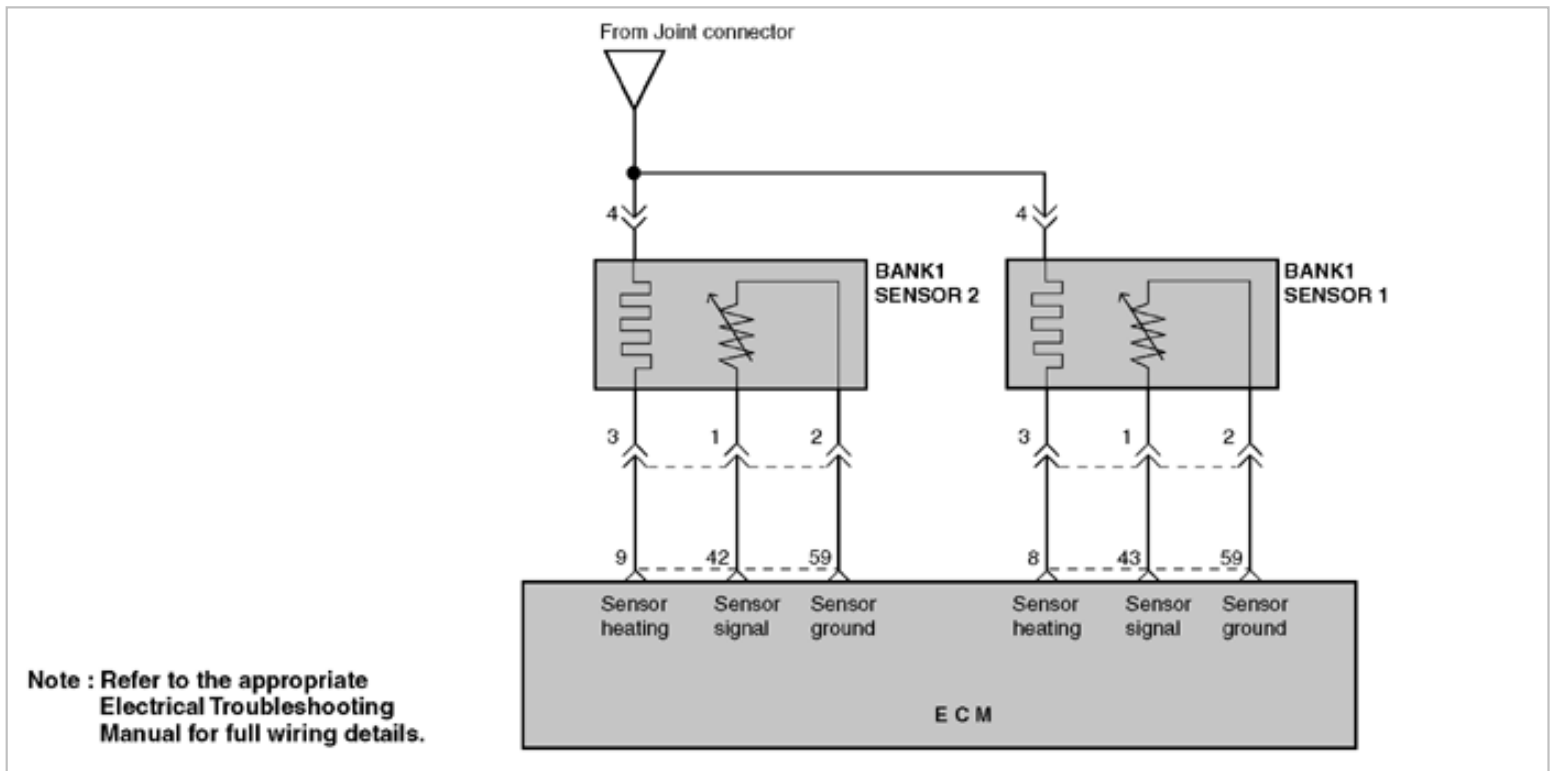 From Joint connector
4
4
BANK1
SENSOR 2
BANK1
SENSOR 1
3 1 2 3 1 2
9 42 59 8 43 59
Sensor heating Sensor signal Sensor ground Sensor heating Sensor signal Sensor ground
Note : Refer to the appropriate
Electrical Troubleshooting
Manual for full wiring details.
E C M